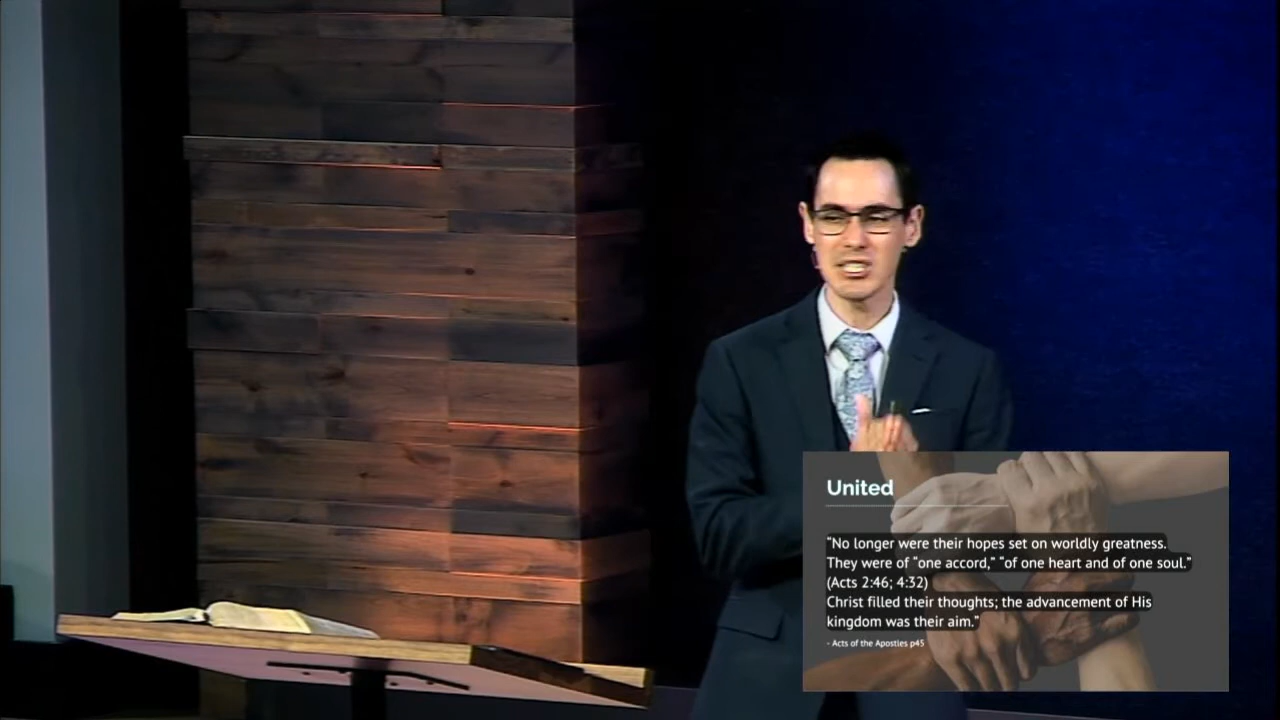 United
“No longer were their hopes set on worldly greatness.
They were of “one accord,” “of one heart and of one soul.”
(Acts 2:46; 4:32)
Christ filled their thoughts; the advancement of His
kingdom was their aim.”
- Acts of the Apostles p45